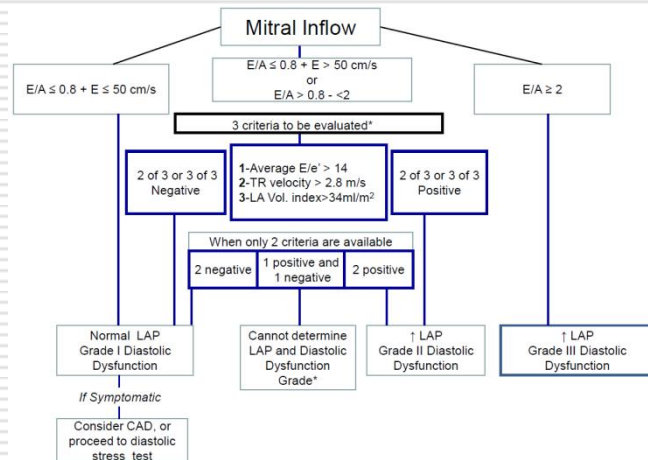 Mitral Inflow
E/A ≤ 0.8 + E ≤ 50 cm/s
E/A ≤ 0.8 + E > 50 cm/s
or
E/A > 0.8 - <2
E/A ≥ 2
3 criteria to be evaluated*
2 of 3 or 3 of 3
Negative
1-Average E/e' > 14
2-TR velocity > 2.8 m/s
3-LA Vol. index>34ml/m²
2 of 3 or 3 of 3
Positive
When only 2 criteria are available
2 negative
1 positive and
1 negative
2 positive
Normal LAP
Grade I Diastolic
Dysfunction
Cannot determine
LAP and Diastolic
Dysfunction
Grade*
↑ LAP
Grade II Diastolic
Dysfunction
↑ LAP
Grade III Diastolic
Dysfunction
If Symptomatic
Consider CAD, or
proceed to diastolic
stress test